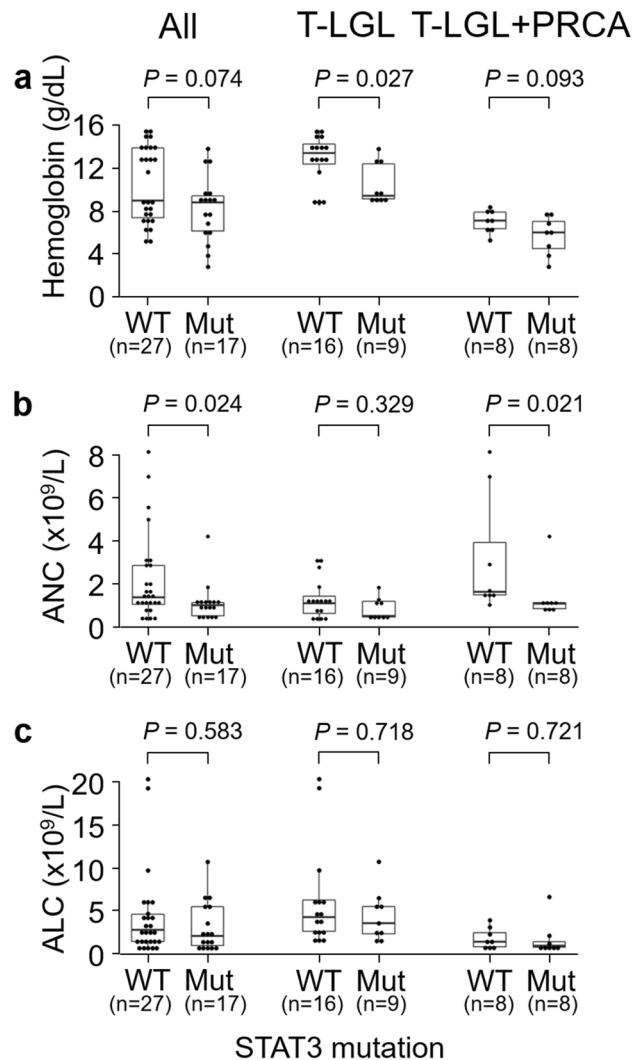 All T-LGL T-LGL+PRCA
a P = 0.074 P = 0.027 P = 0.093
Hemoglobin (g/dL)
16
12
8
4
0
WT Mut WT Mut WT Mut
(n=27) (n=17) (n=16) (n=9) (n=8) (n=8)
b P = 0.024 P = 0.329 P = 0.021
ANC (x10⁹/L)
8
6
4
2
0
WT Mut WT Mut WT Mut
(n=27) (n=17) (n=16) (n=9) (n=8) (n=8)
c P = 0.583 P = 0.718 P = 0.721
ALC (x10⁹/L)
20
15
10
5
0
WT Mut WT Mut WT Mut
(n=27) (n=17) (n=16) (n=9) (n=8) (n=8)
STAT3 mutation